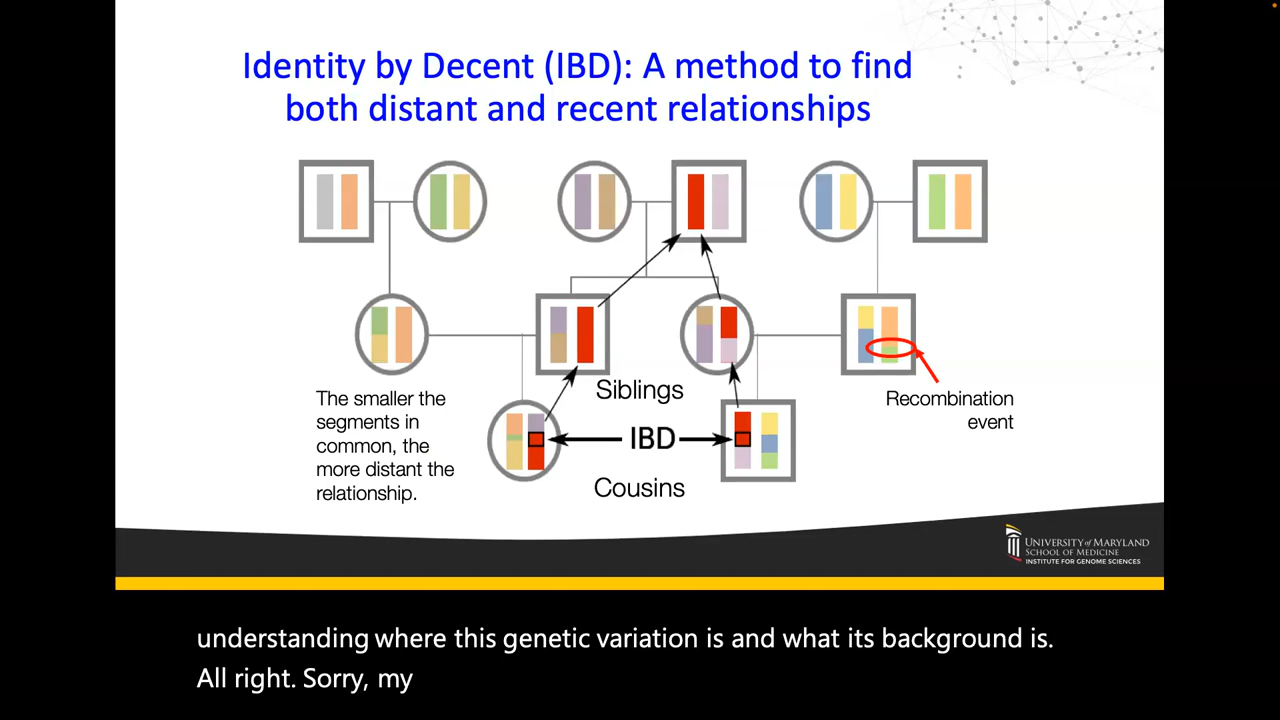 Identity by Decent (IBD): A method to find
both distant and recent relationships
The smaller the
segments in
common, the
more distant the
relationship.
Siblings
IBD
Cousins
Recombination
event
UNIVERSITY of MARYLAND
SCHOOL OF MEDICINE
INSTITUTE FOR GENOME SCIENCES
understanding where this genetic variation is and what its background is.
All right. Sorry, my